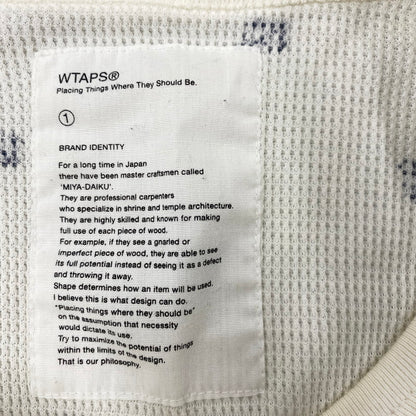 WTAPS®
Placing Things Where They Should Be.
1
BRAND IDENTITY
For a long time in Japan
there have been master craftsmen called
'MIYA-DAIKU'.
They are professional carpenters
who specialize in shrine and temple architecture.
They are highly skilled and known for making
full use of each piece of wood.
For example, if they see a gnarled or
imperfect piece of wood, they are able to see
its full potential instead of seeing it as a defect
and throwing it away.
Shape determines how an item will be used.
I believe this is what design can do.
"Placing things where they should be"
on the assumption that necessity
would dictate its use.
Try to maximize the potential of things
within the limits of the design.
That is our philosophy.